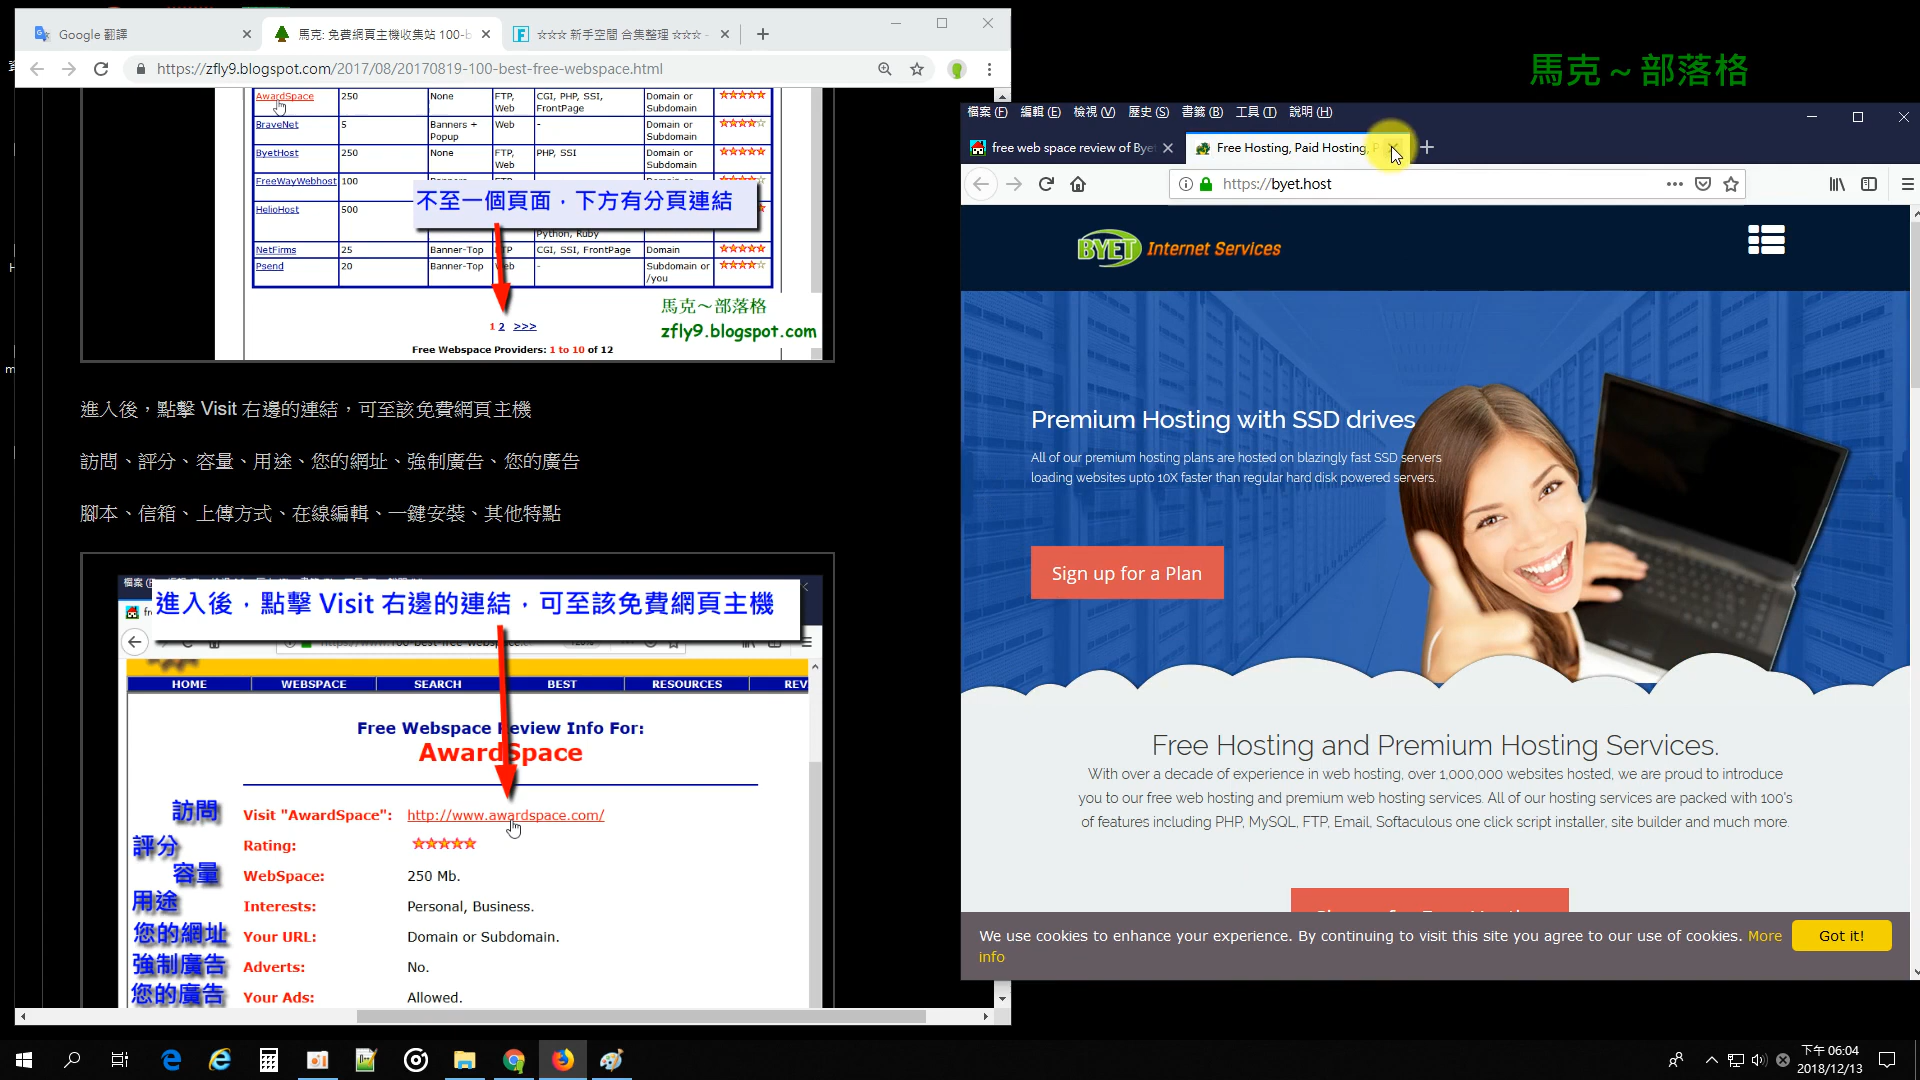 Google 翻譯
馬克: 免費網頁主機收集站 100-b
☆☆☆ 新手空間 合集整理 ☆☆☆ -
https://zfly9.blogspot.com/2017/08/20170819-100-best-free-webspace.html
AwardSpace 250 None FTP, Web CGI, PHP, SSI, FrontPage Domain or Subdomain
BraveNet 5 Banners + Popup Web - Domain or Subdomain
ByetHost 250 None FTP, Web PHP, SSI Domain or Subdomain
FreeWayWebhost 100 Domain or
HelioHost 500 Python, Ruby
不至一個頁面，下方有分頁連結
NetFirms 25 Banner-Top FTP CGI, SSI, FrontPage Domain
Psend 20 Banner-Top Web - Subdomain or /you
馬克～部落格
zfly9.blogspot.com
1 2 >>>
Free Webspace Providers: 1 to 10 of 12
進入後，點擊 Visit 右邊的連結，可至該免費網頁主機
訪問、評分、容量、用途、您的網址、強制廣告、您的廣告
腳本、信箱、上傳方式、在線編輯、一鍵安裝、其他特點
進入後，點擊 Visit 右邊的連結，可至該免費網頁主機
HOME WEBSPACE SEARCH BEST RESOURCES REV
Free Webspace Review Info For:
AwardSpace
訪問 Visit "AwardSpace": http://www.awardspace.com/
評分 Rating:
容量 WebSpace: 250 Mb.
用途 Interests: Personal, Business.
您的網址 Your URL: Domain or Subdomain.
強制廣告 Adverts: No.
您的廣告 Your Ads: Allowed.
馬克～部落格
檔案 (F) 編輯 (E) 檢視 (V) 歷史 (S) 書籤 (B) 工具 (T) 說明 (H)
free web space review of Byet
Free Hosting, Paid Hosting, P
https://byet.host
BYET Internet Services
Premium Hosting with SSD drives
All of our premium hosting plans are hosted on blazingly fast SSD servers
loading websites upto 10X faster than regular hard disk powered servers.
Sign up for a Plan
Free Hosting and Premium Hosting Services.
With over a decade of experience in web hosting, over 1,000,000 websites hosted, we are proud to introduce
you to our free web hosting and premium web hosting services. All of our hosting services are packed with 100's
of features including PHP, MySQL, FTP, Email, Softaculous one click script installer, site builder and much more.
We use cookies to enhance your experience. By continuing to visit this site you agree to our use of cookies. More
info
Got it!
下午 06:04
2018/12/13